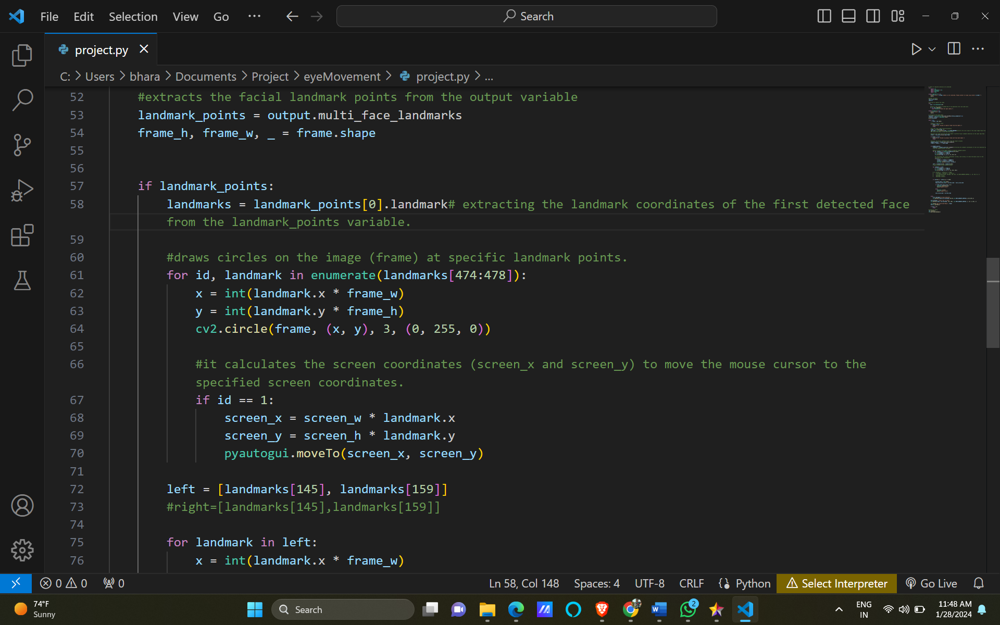 File Edit Selection View Go ··· Search
project.py
C: > Users > bhara > Documents > Project > eyeMovement > project.py > ...
52 #extracts the facial landmark points from the output variable
53 landmark_points = output.multi_face_landmarks
54 frame_h, frame_w, _ = frame.shape
55
56
57 if landmark_points:
58 landmarks = landmark_points[0].landmark# extracting the landmark coordinates of the first detected face
from the landmark_points variable.
59
60 #draws circles on the image (frame) at specific landmark points.
61 for id, landmark in enumerate(landmarks[474:478]):
62 x = int(landmark.x * frame_w)
63 y = int(landmark.y * frame_h)
64 cv2.circle(frame, (x, y), 3, (0, 255, 0))
65
66 #it calculates the screen coordinates (screen_x and screen_y) to move the mouse cursor to the
specified screen coordinates.
67 if id == 1:
68 screen_x = screen_w * landmark.x
69 screen_y = screen_h * landmark.y
70 pyautogui.moveTo(screen_x, screen_y)
71
72 left = [landmarks[145], landmarks[159]]
73 #right=[landmarks[145],landmarks[159]]
74
75 for landmark in left:
76 x = int(landmark.x * frame_w)
0 0 0 Ln 58, Col 148 Spaces: 4 UTF-8 CRLF {} Python Select Interpreter Go Live
74°F
Sunny
Search
2
ENG
IN
11:48 AM
1/28/2024